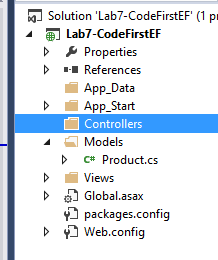 Solution 'Lab7-CodeFirstEF' (1 pr
Lab7-CodeFirstEF
Properties
References
App_Data
App_Start
Controllers
Models
C# Product.cs
Views
Global.asax
packages.config
Web.config